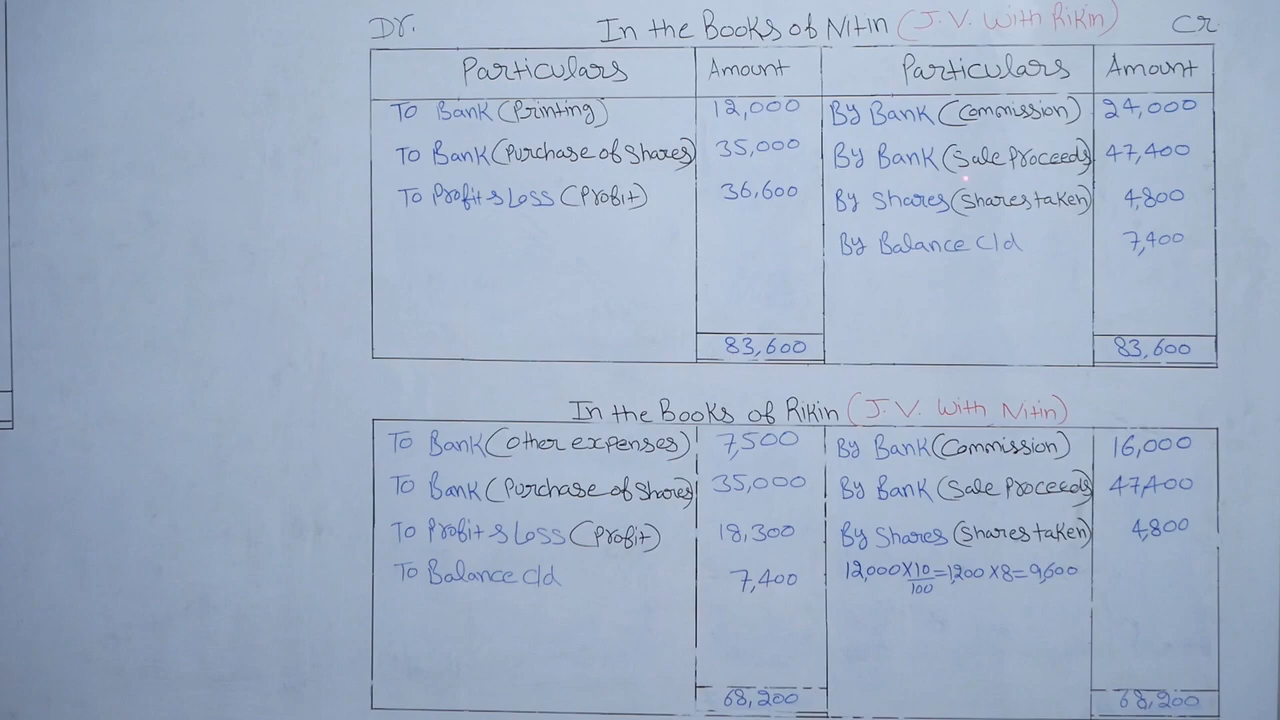 Dr. In the Books of Nitin (J.V. With Rikin) Cr
Particulars Amount Particulars Amount
To Bank (Printing) 12,000 By Bank (Commission) 24,000
To Bank (Purchase of Shares) 35,000 By Bank (Sale Proceeds) 47,400
To Profit & Loss (Profit) 36,600 By Shares (Shares taken) 4,800
By Balance c/d 7,400
83,600 83,600
In the Books of Rikin (J.V. With Nitin)
To Bank (Other expenses) 7,500 By Bank (Commission) 16,000
To Bank (Purchase of Shares) 35,000 By Bank (Sale Proceeds) 47,400
To Profit & Loss (Profit) 18,300 By Shares (Shares taken) 4,800
To Balance c/d 7,400 12,000 × 10/100 = 1,200 × 8 = 9,600
68,200 68,200